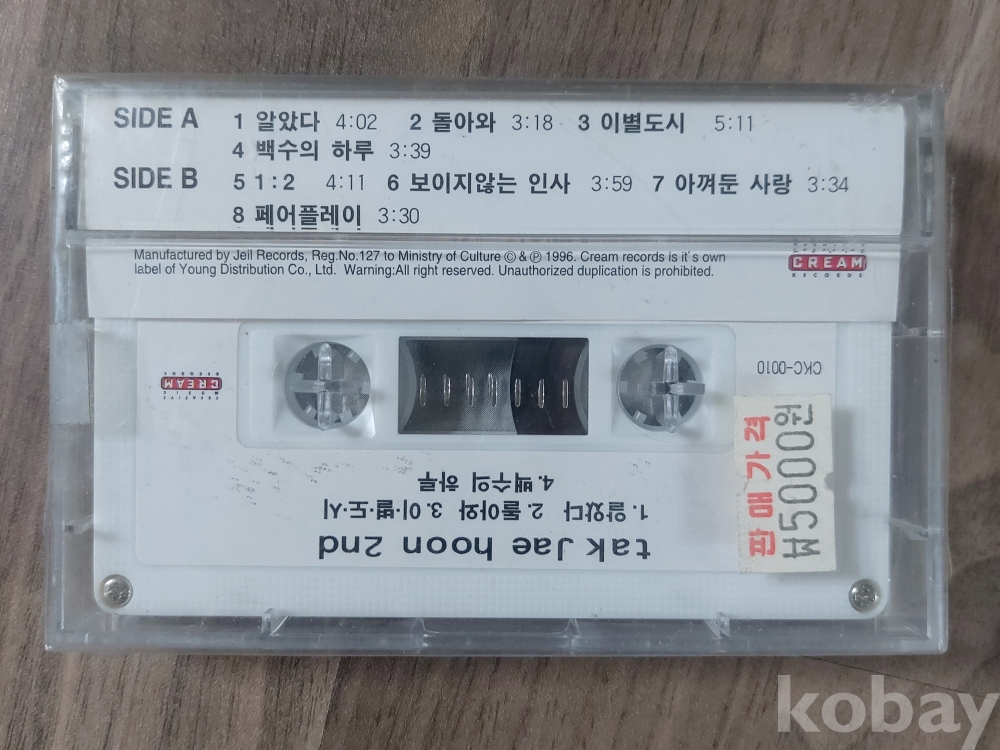 SIDE A 1 알았다 4:02 2 돌아와 3:18 3 이별도시 5:11
4 백수의 하루 3:39
SIDE B 5 1:2 4:11 6 보이지않는 인사 3:59 7 아껴둔 사랑 3:34
8 페어플레이 3:30
Manufactured by Jeil Records, Reg.No.127 to Ministry of Culture © & ℗ 1996. Cream records is it's own
label of Young Distribution Co., Ltd. Warning:All right reserved. Unauthorized duplication is prohibited.
CREAM
RECORDS
CREATIVE
MUSIC
CREAM
RECORDS
CKC-0010
판매가격
₩5000원
tak Jae hoon 2nd
1. 알았다 2. 돌아와 3. 이·별·도·시
4. 백수의 하루
kobay